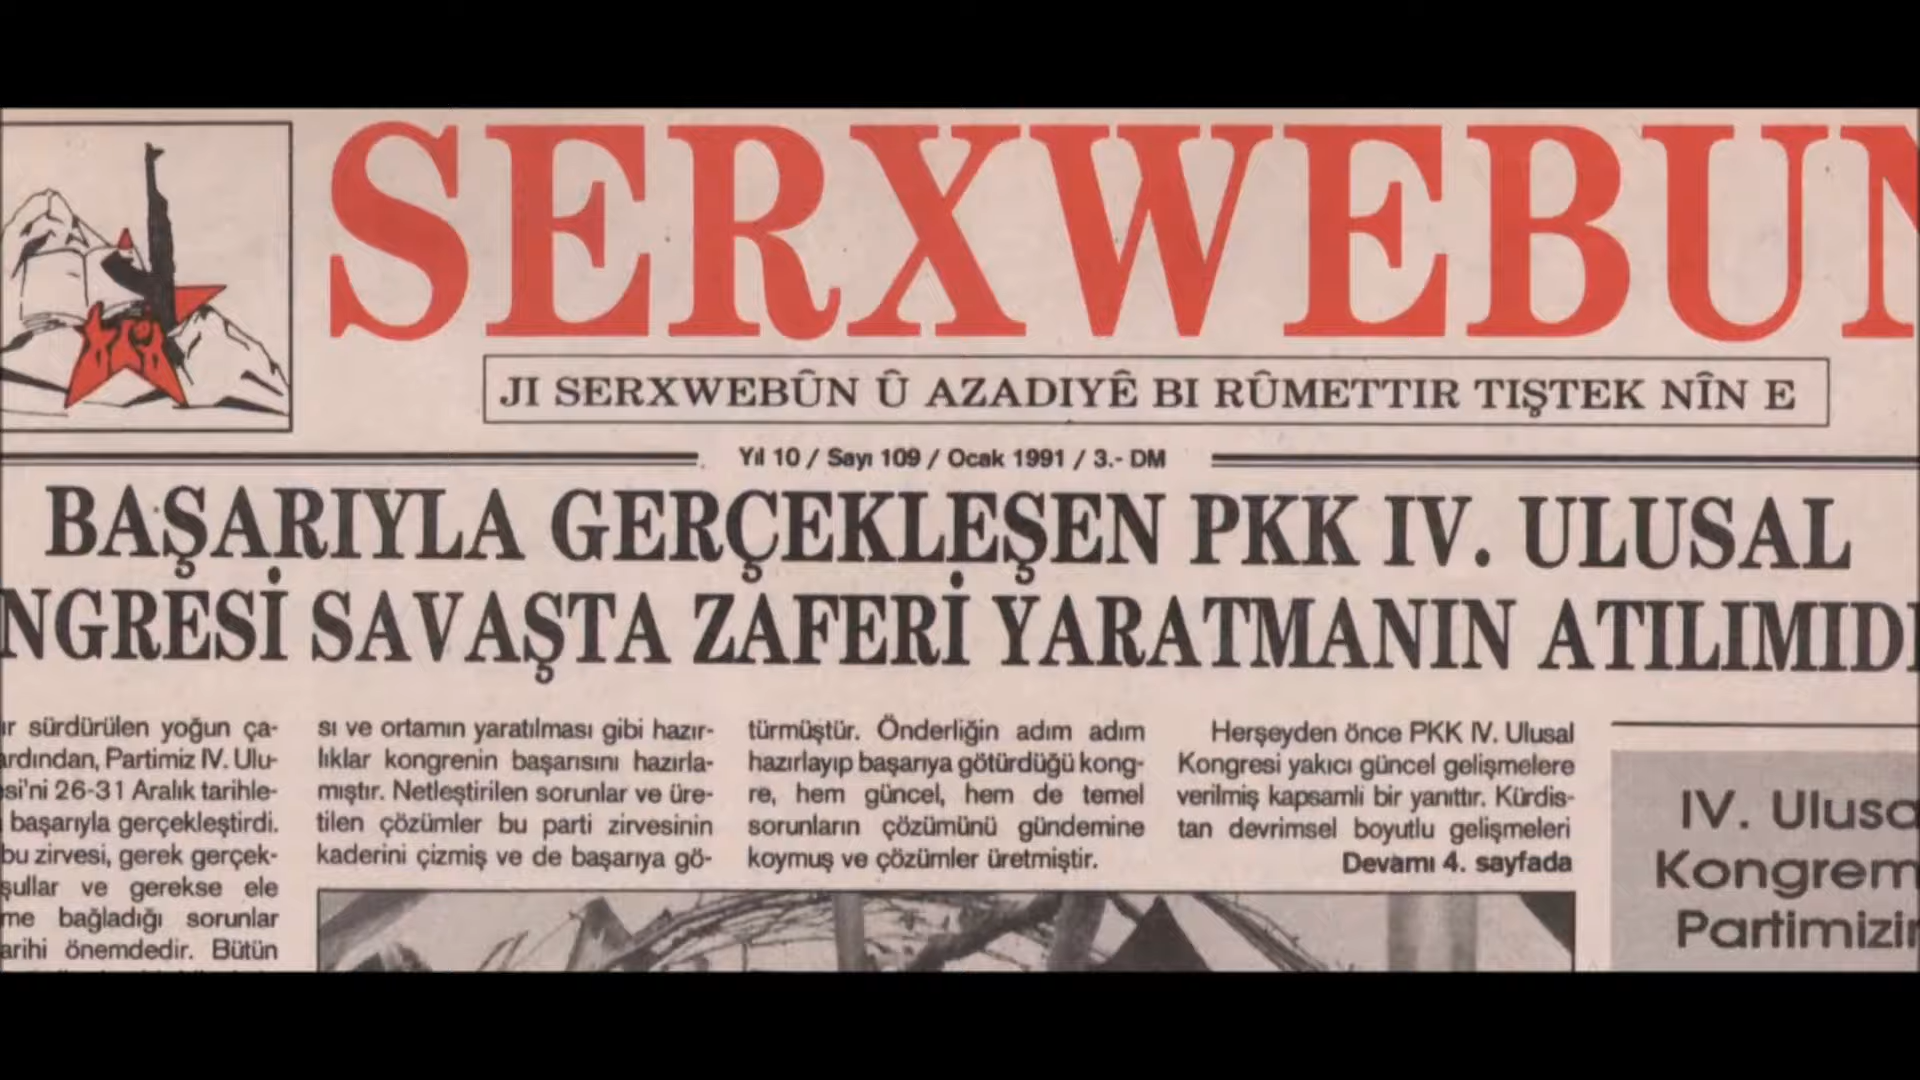 SERXWEBUN
JI SERXWEBÛN Û AZADIYÊ BI RÛMETTIR TIŞTEK NÎN E
Yıl 10 / Sayı 109 / Ocak 1991 / 3.- DM
BAŞARIYLA GERÇEKLEŞEN PKK IV. ULUSAL
NGRESİ SAVAŞTA ZAFERİ YARATMANIN ATILIMIDI
ır sürdürülen yoğun ça-
ardından, Partimiz IV. Ulu-
si'ni 26-31 Aralık tarihle-
başarıyla gerçekleştirdi.
bu zirvesi, gerek gerçek-
şullar ve gerekse ele
me bağladığı sorunlar
arihi önemdedir. Bütün
sı ve ortamın yaratılması gibi hazır-
lıklar kongrenin başarısını hazırla-
mıştır. Netleştirilen sorunlar ve üre-
tilen çözümler bu parti zirvesinin
kaderini çizmiş ve de başarıya gö-
türmüştür. Önderliğin adım adım
hazırlayıp başarıya götürdüğü kong-
re, hem güncel, hem de temel
sorunların çözümünü gündemine
koymuş ve çözümler üretmiştir.
Herşeyden önce PKK IV. Ulusal
Kongresi yakıcı güncel gelişmelere
verilmiş kapsamlı bir yanıttır. Kürdis-
tan devrimsel boyutlu gelişmeleri
Devamı 4. sayfada
IV. Ulusa
Kongrem
Partimizin